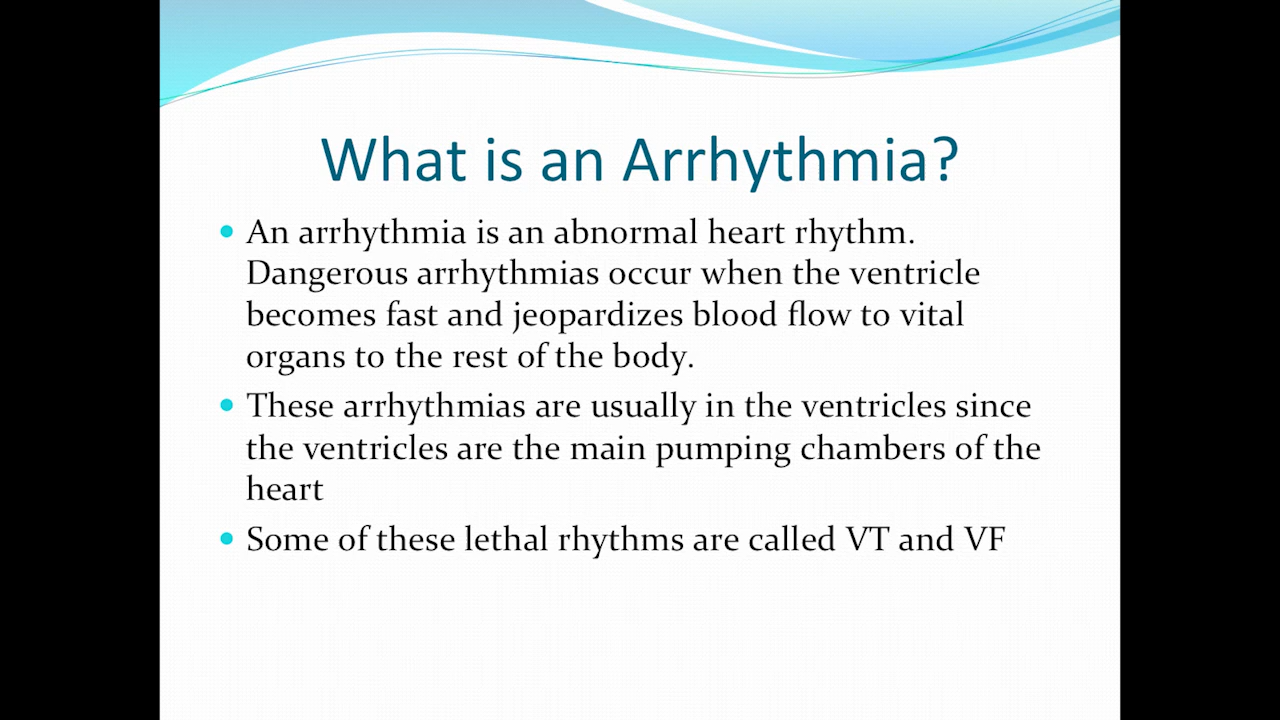 What is an Arrhythmia?
• An arrhythmia is an abnormal heart rhythm.
Dangerous arrhythmias occur when the ventricle
becomes fast and jeopardizes blood flow to vital
organs to the rest of the body.
• These arrhythmias are usually in the ventricles since
the ventricles are the main pumping chambers of the
heart
• Some of these lethal rhythms are called VT and VF